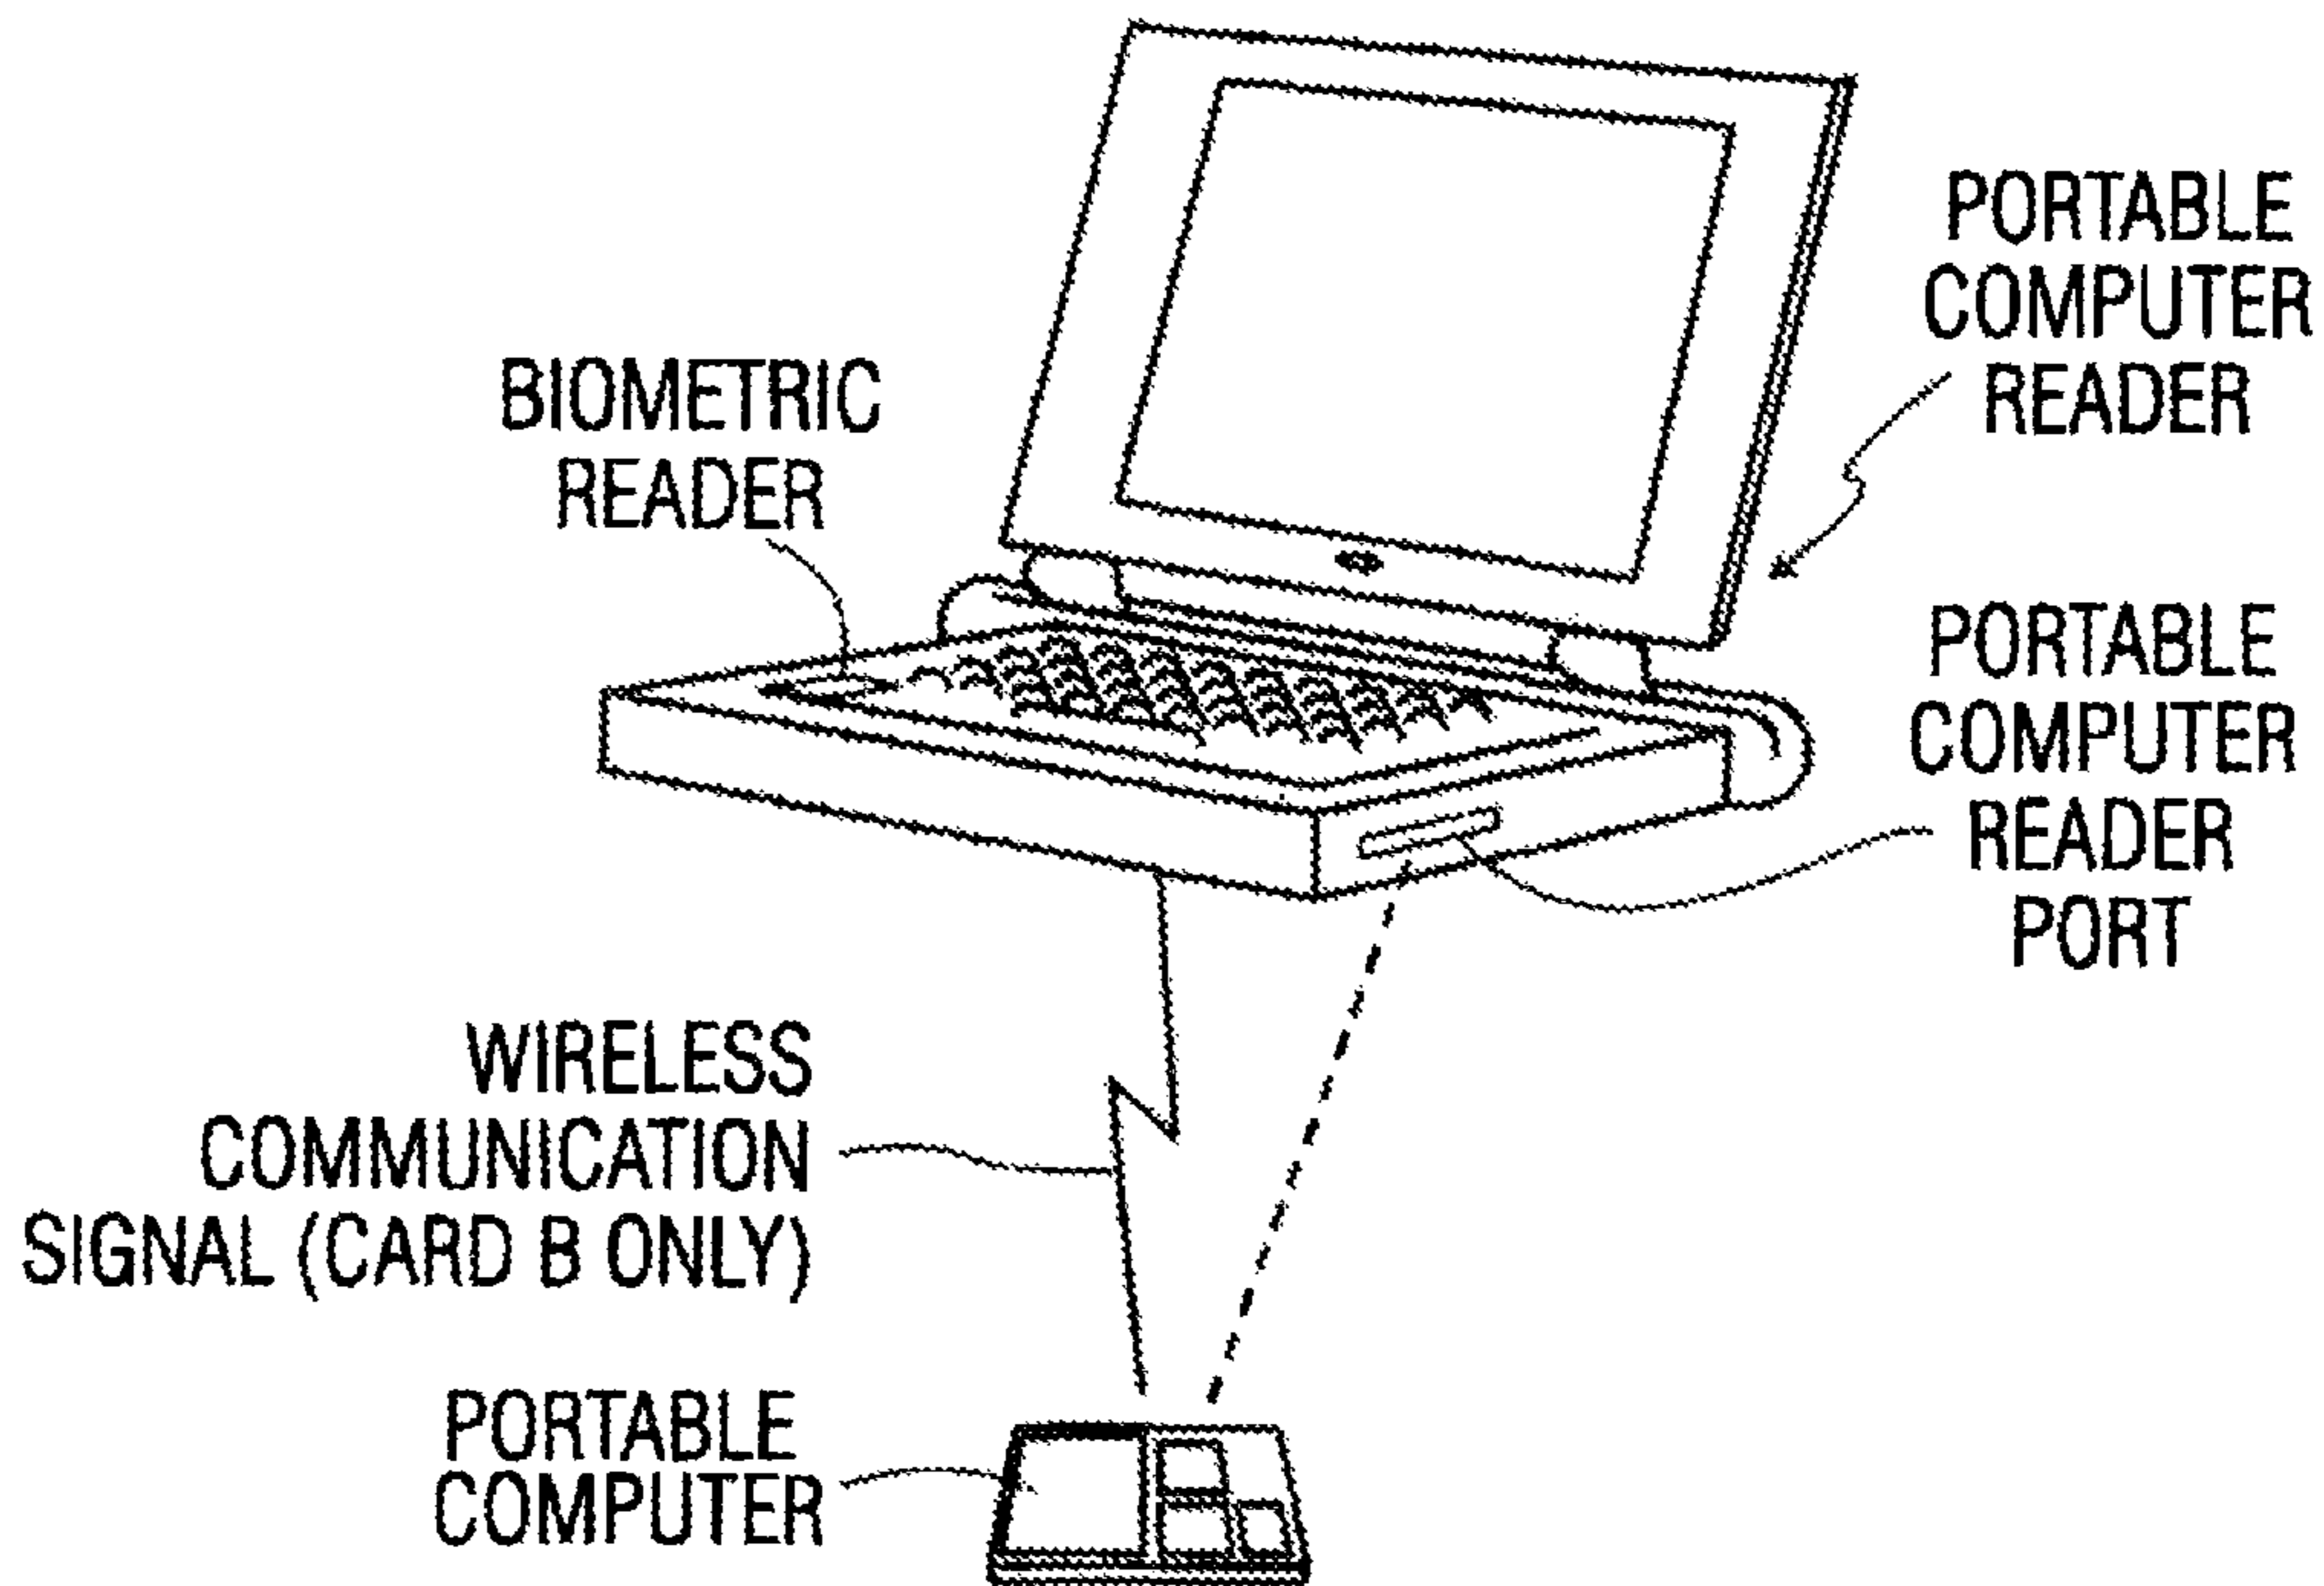 PORTABLE
COMPUTER
READER
BIOMETRIC
READER
PORTABLE
COMPUTER
READER
PORT
WIRELESS
COMMUNICATION
SIGNAL (CARD B ONLY)
PORTABLE
COMPUTER